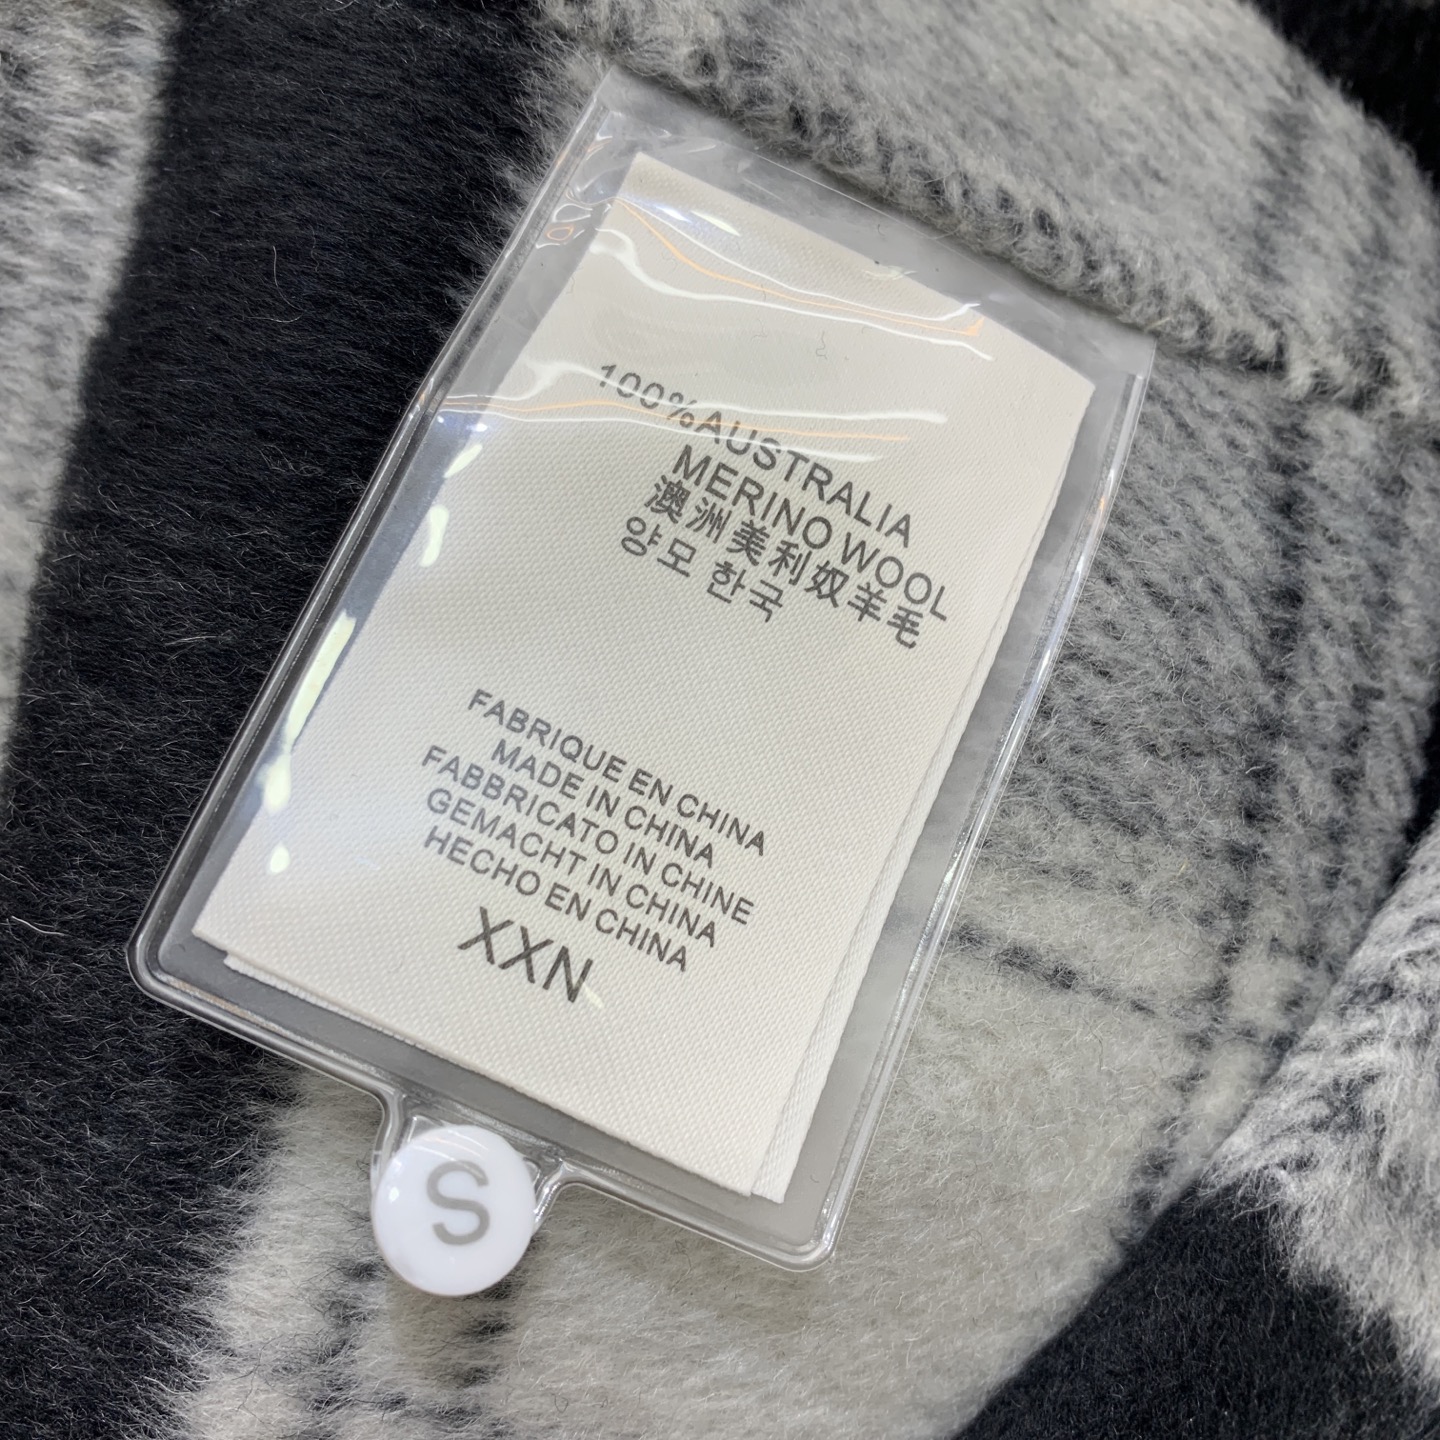 100%AUSTRALIA
MERINO WOOL
澳洲美利奴羊毛
양모 한국
FABRIQUE EN CHINA
MADE IN CHINA
FABBRICATO IN CHINE
GEMACHT IN CHINA
HECHO EN CHINA
XXN
S